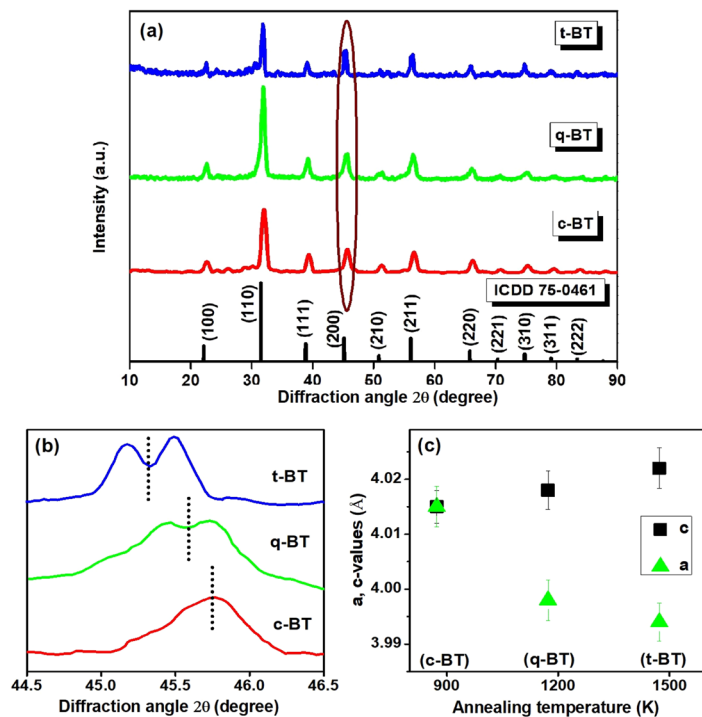 (a)
t-BT
q-BT
c-BT
Intensity (a.u.)
ICDD 75-0461
(100)
(110)
(111)
(200)
(210)
(211)
(220)
(221)
(310)
(311)
(222)
10 20 30 40 50 60 70 80 90
Diffraction angle 2θ (degree)
(b)
t-BT
q-BT
c-BT
44.5 45.0 45.5 46.0 46.5
Diffraction angle 2θ (degree)
(c)
a, c-values (Å)
4.02
4.01
4.00
3.99
c
a
(c-BT) (q-BT) (t-BT)
900 1200 1500
Annealing temperature (K)